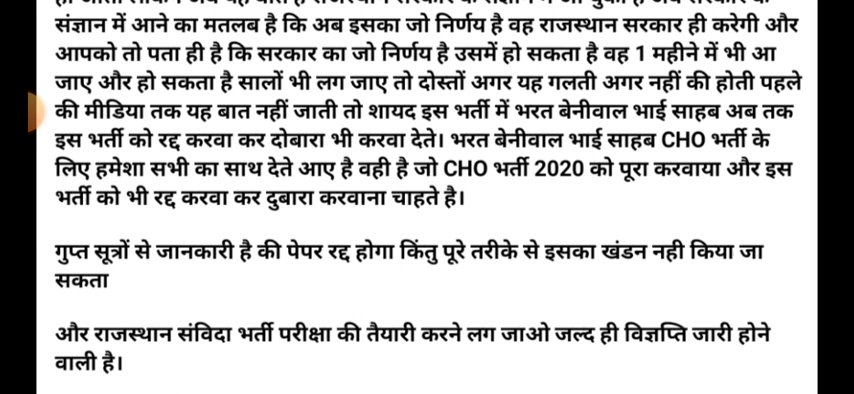 संज्ञान में आने का मतलब है कि अब इसका जो निर्णय है वह राजस्थान सरकार ही करेगी और
आपको तो पता ही है कि सरकार का जो निर्णय है उसमें हो सकता है वह 1 महीने में भी आ
जाए और हो सकता है सालों भी लग जाए तो दोस्तों अगर यह गलती अगर नहीं की होती पहले
की मीडिया तक यह बात नहीं जाती तो शायद इस भर्ती में भरत बेनीवाल भाई साहब अब तक
इस भर्ती को रद्द करवा कर दोबारा भी करवा देते। भरत बेनीवाल भाई साहब CHO भर्ती के
लिए हमेशा सभी का साथ देते आए है वही है जो CHO भर्ती 2020 को पूरा करवाया और इस
भर्ती को भी रद्द करवा कर दुबारा करवाना चाहते है।
गुप्त सूत्रों से जानकारी है की पेपर रद्द होगा किंतु पूरे तरीके से इसका खंडन नही किया जा
सकता
और राजस्थान संविदा भर्ती परीक्षा की तैयारी करने लग जाओ जल्द ही विज्ञप्ति जारी होने
वाली है।